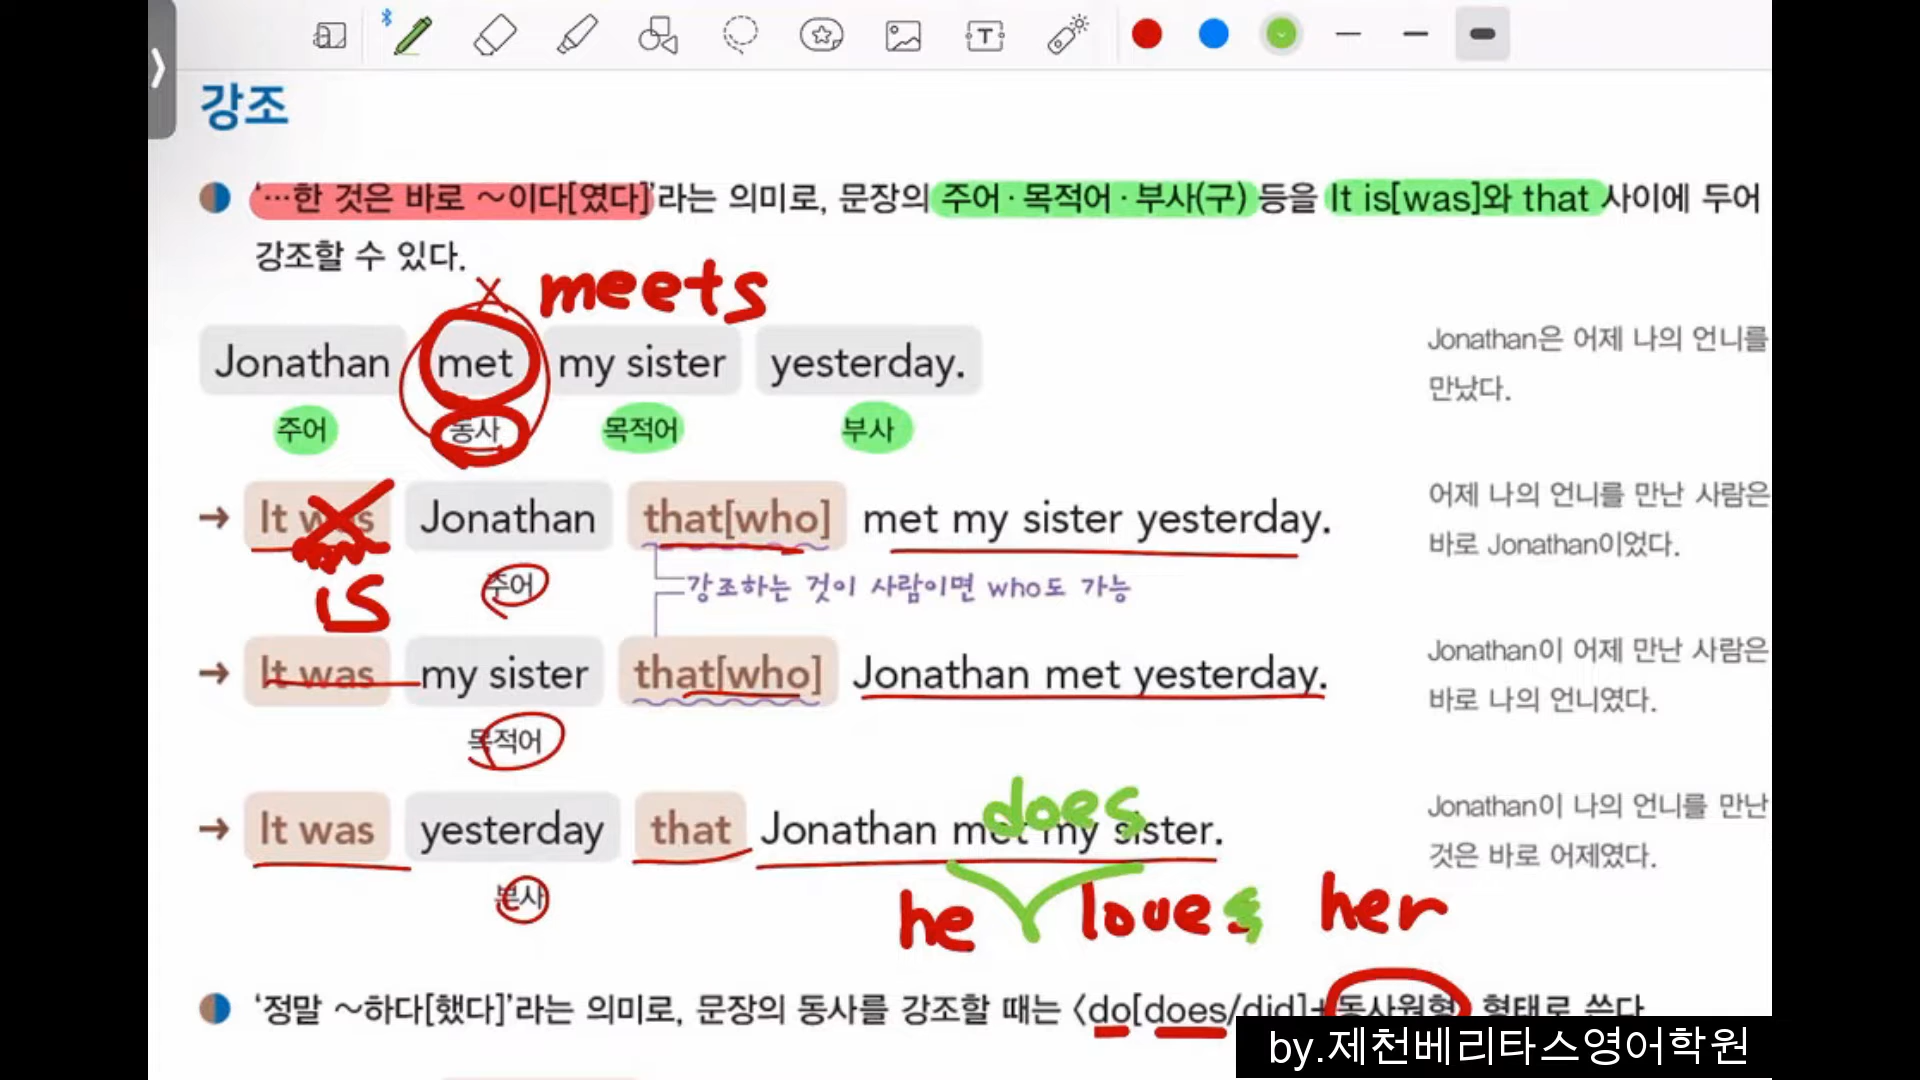 강조
'…한 것은 바로 ～이다[였다]'라는 의미로, 문장의 주어·목적어·부사(구) 등을 It is[was]와 that 사이에 두어
강조할 수 있다.
meets
Jonathan met my sister yesterday.
주어 동사 목적어 부사
Jonathan은 어제 나의 언니를
만났다.
→ It was Jonathan that[who] met my sister yesterday.
is
주어
강조하는 것이 사람이면 who도 가능
어제 나의 언니를 만난 사람은
바로 Jonathan이었다.
→ It was my sister that[who] Jonathan met yesterday.
목적어
Jonathan이 어제 만난 사람은
바로 나의 언니였다.
does
→ It was yesterday that Jonathan met my sister.
부사
Jonathan이 나의 언니를 만난
것은 바로 어제였다.
he loves her
'정말 ～하다[했다]'라는 의미로, 문장의 동사를 강조할 때는 〈do[does/did]+동사원형〉 형태로 쓴다
by.제천베리타스영어학원